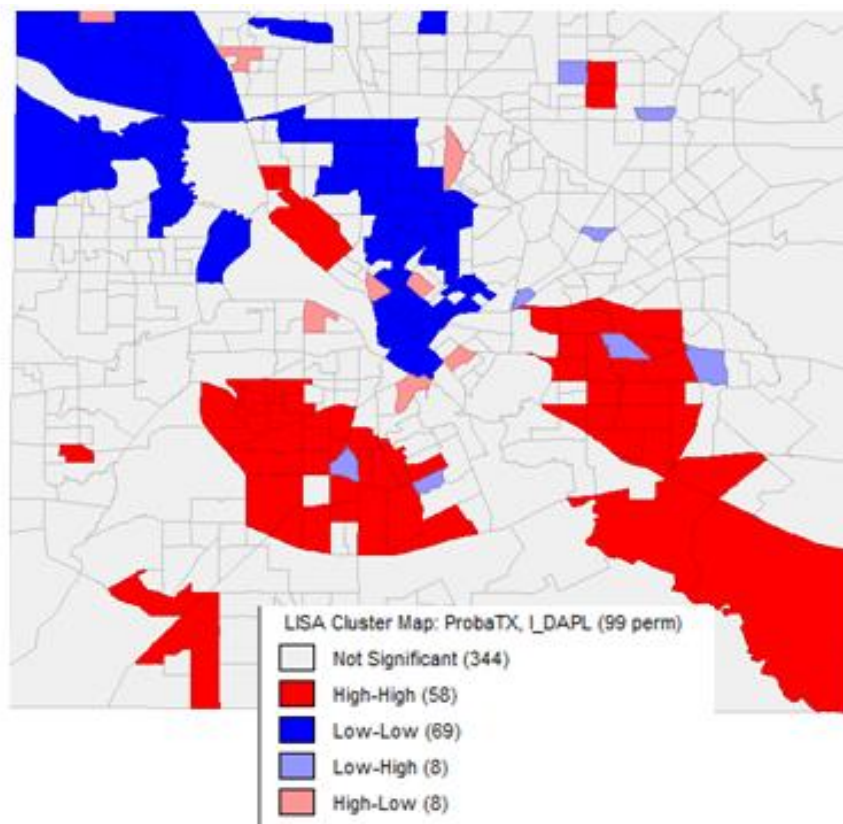 LISA Cluster Map: ProbaTX, I_DAPL (99 perm)
Not Significant (344)
High-High (58)
Low-Low (69)
Low-High (8)
High-Low (8)